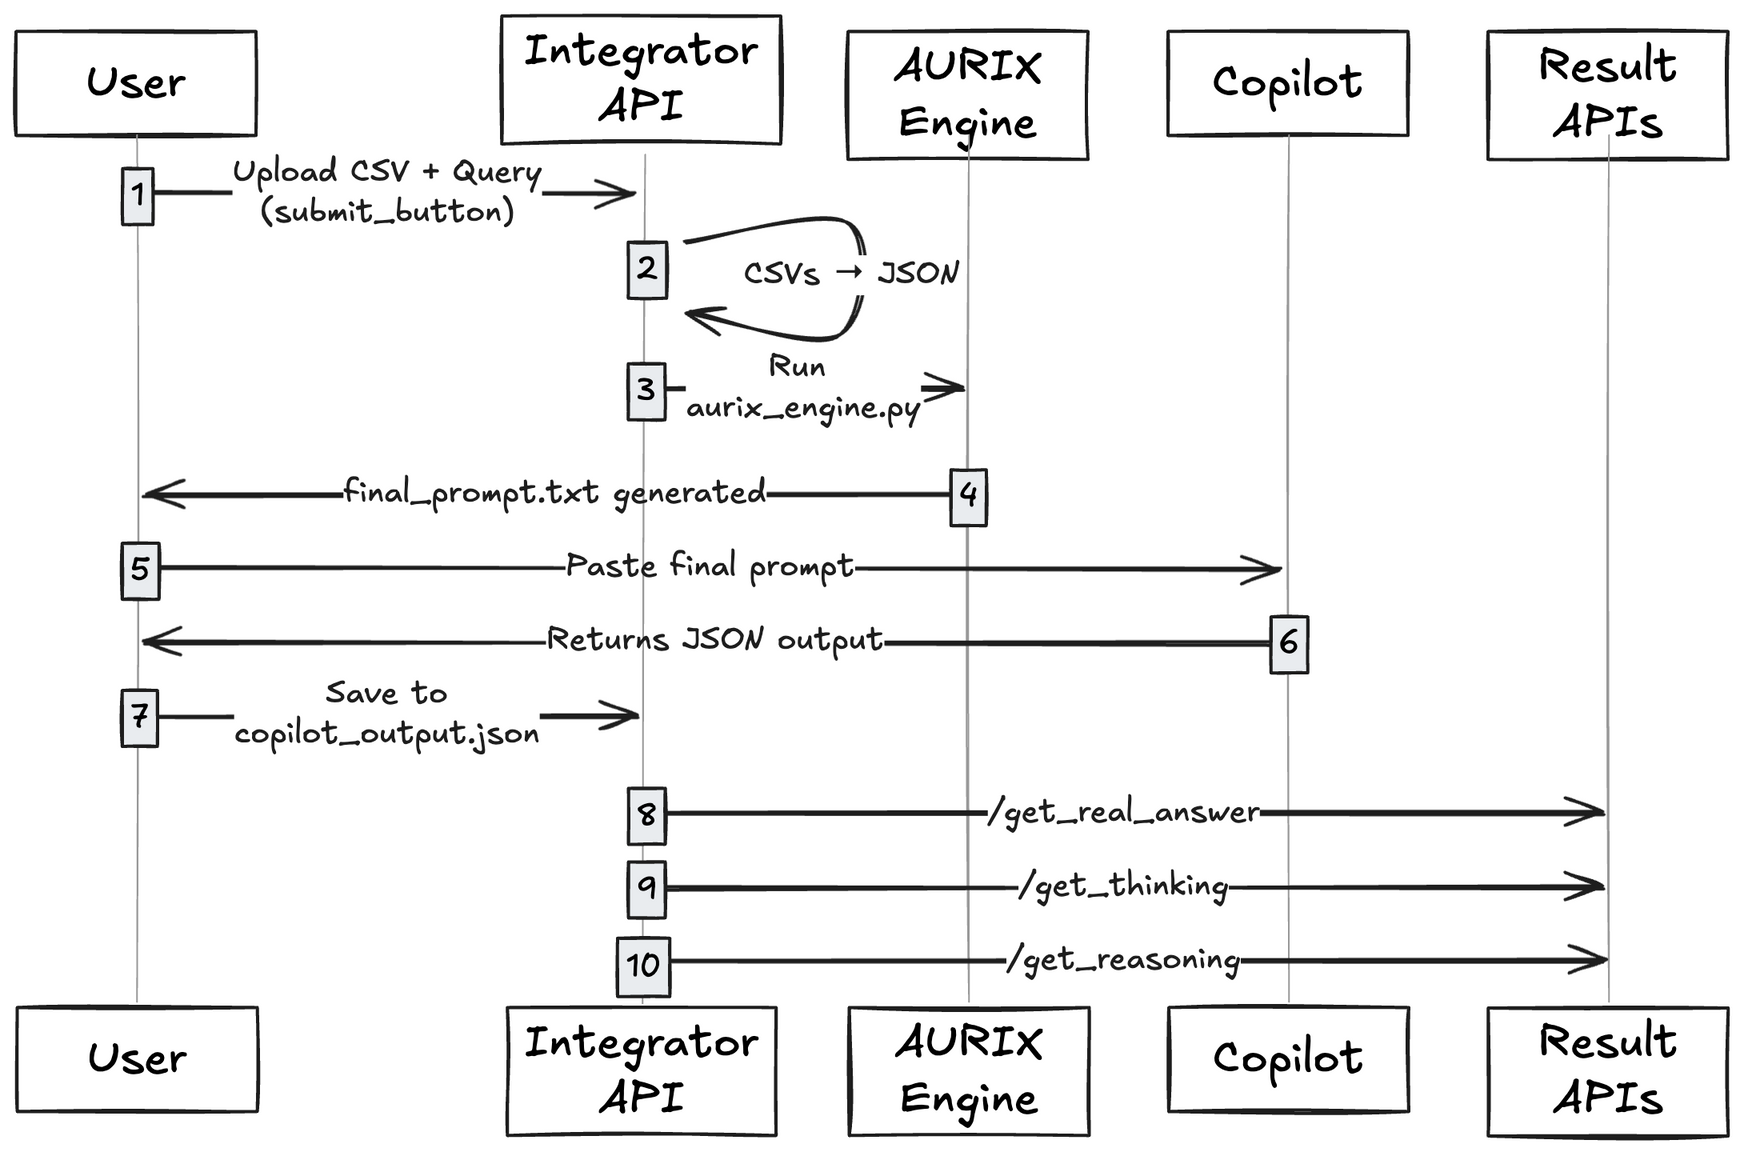 User
Integrator
API
AURIX
Engine
Copilot
Result
APIs
1
Upload CSV + Query
(submit_button)
2
CSVs → JSON
3
Run
aurix_engine.py
4
final_prompt.txt generated
5
Paste final prompt
6
Returns JSON output
7
Save to
copilot_output.json
8
/get_real_answer
9
/get_thinking
10
/get_reasoning
User
Integrator
API
AURIX
Engine
Copilot
Result
APIs